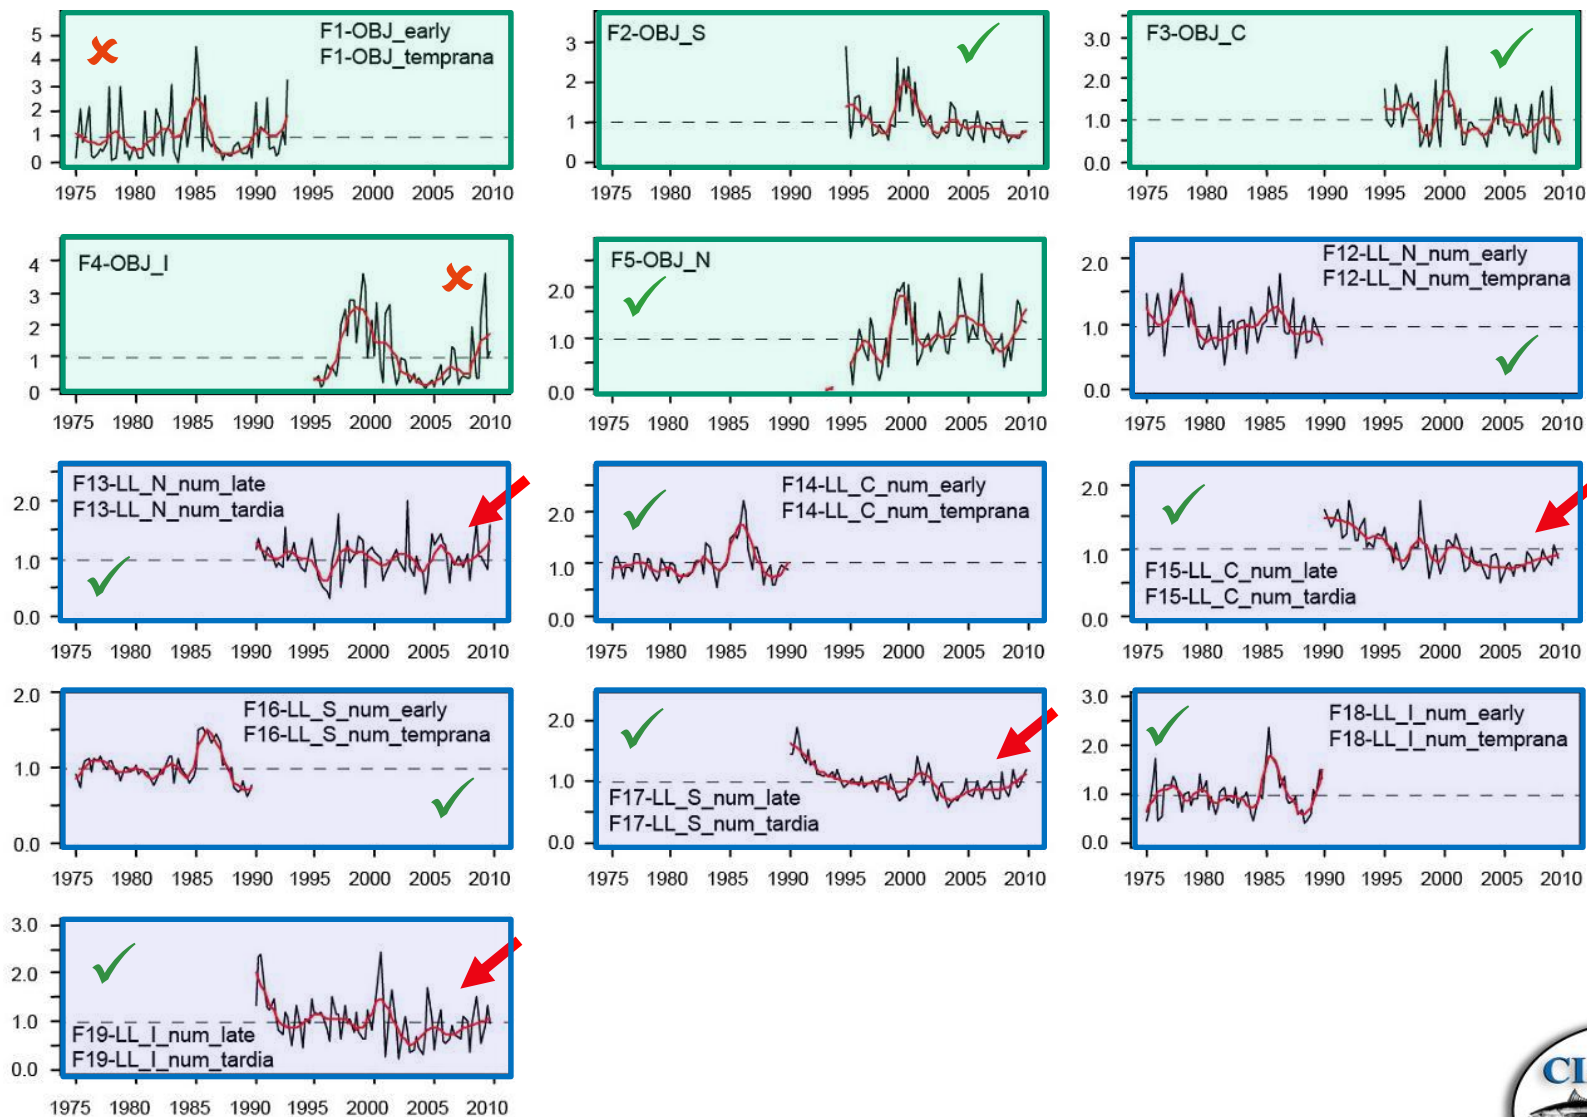 F1-OBJ_early
F1-OBJ_temprana
5
4
3
2
1
0
1975 1980 1985 1990 1995 2000 2005 2010
F2-OBJ_S
3
2
1
0
1975 1980 1985 1990 1995 2000 2005 2010
F3-OBJ_C
3.0
2.0
1.0
0.0
1975 1980 1985 1990 1995 2000 2005 2010
F4-OBJ_I
4
3
2
1
0
1975 1980 1985 1990 1995 2000 2005 2010
F5-OBJ_N
2.0
1.0
0.0
1975 1980 1985 1990 1995 2000 2005 2010
F12-LL_N_num_early
F12-LL_N_num_temprana
2.0
1.0
0.0
1975 1980 1985 1990 1995 2000 2005 2010
F13-LL_N_num_late
F13-LL_N_num_tardia
2.0
1.0
0.0
1975 1980 1985 1990 1995 2000 2005 2010
F14-LL_C_num_early
F14-LL_C_num_temprana
2.0
1.0
0.0
1975 1980 1985 1990 1995 2000 2005 2010
2.0
1.0
F15-LL_C_num_late
F15-LL_C_num_tardia
0.0
1975 1980 1985 1990 1995 2000 2005 2010
2.0
F16-LL_S_num_early
F16-LL_S_num_temprana
1.0
0.0
1975 1980 1985 1990 1995 2000 2005 2010
2.0
1.0
F17-LL_S_num_late
F17-LL_S_num_tardia
0.0
1975 1980 1985 1990 1995 2000 2005 2010
3.0
F18-LL_I_num_early
F18-LL_I_num_temprana
2.0
1.0
0.0
1975 1980 1985 1990 1995 2000 2005 2010
3.0
2.0
1.0
F19-LL_I_num_late
F19-LL_I_num_tardia
0.0
1975 1980 1985 1990 1995 2000 2005 2010